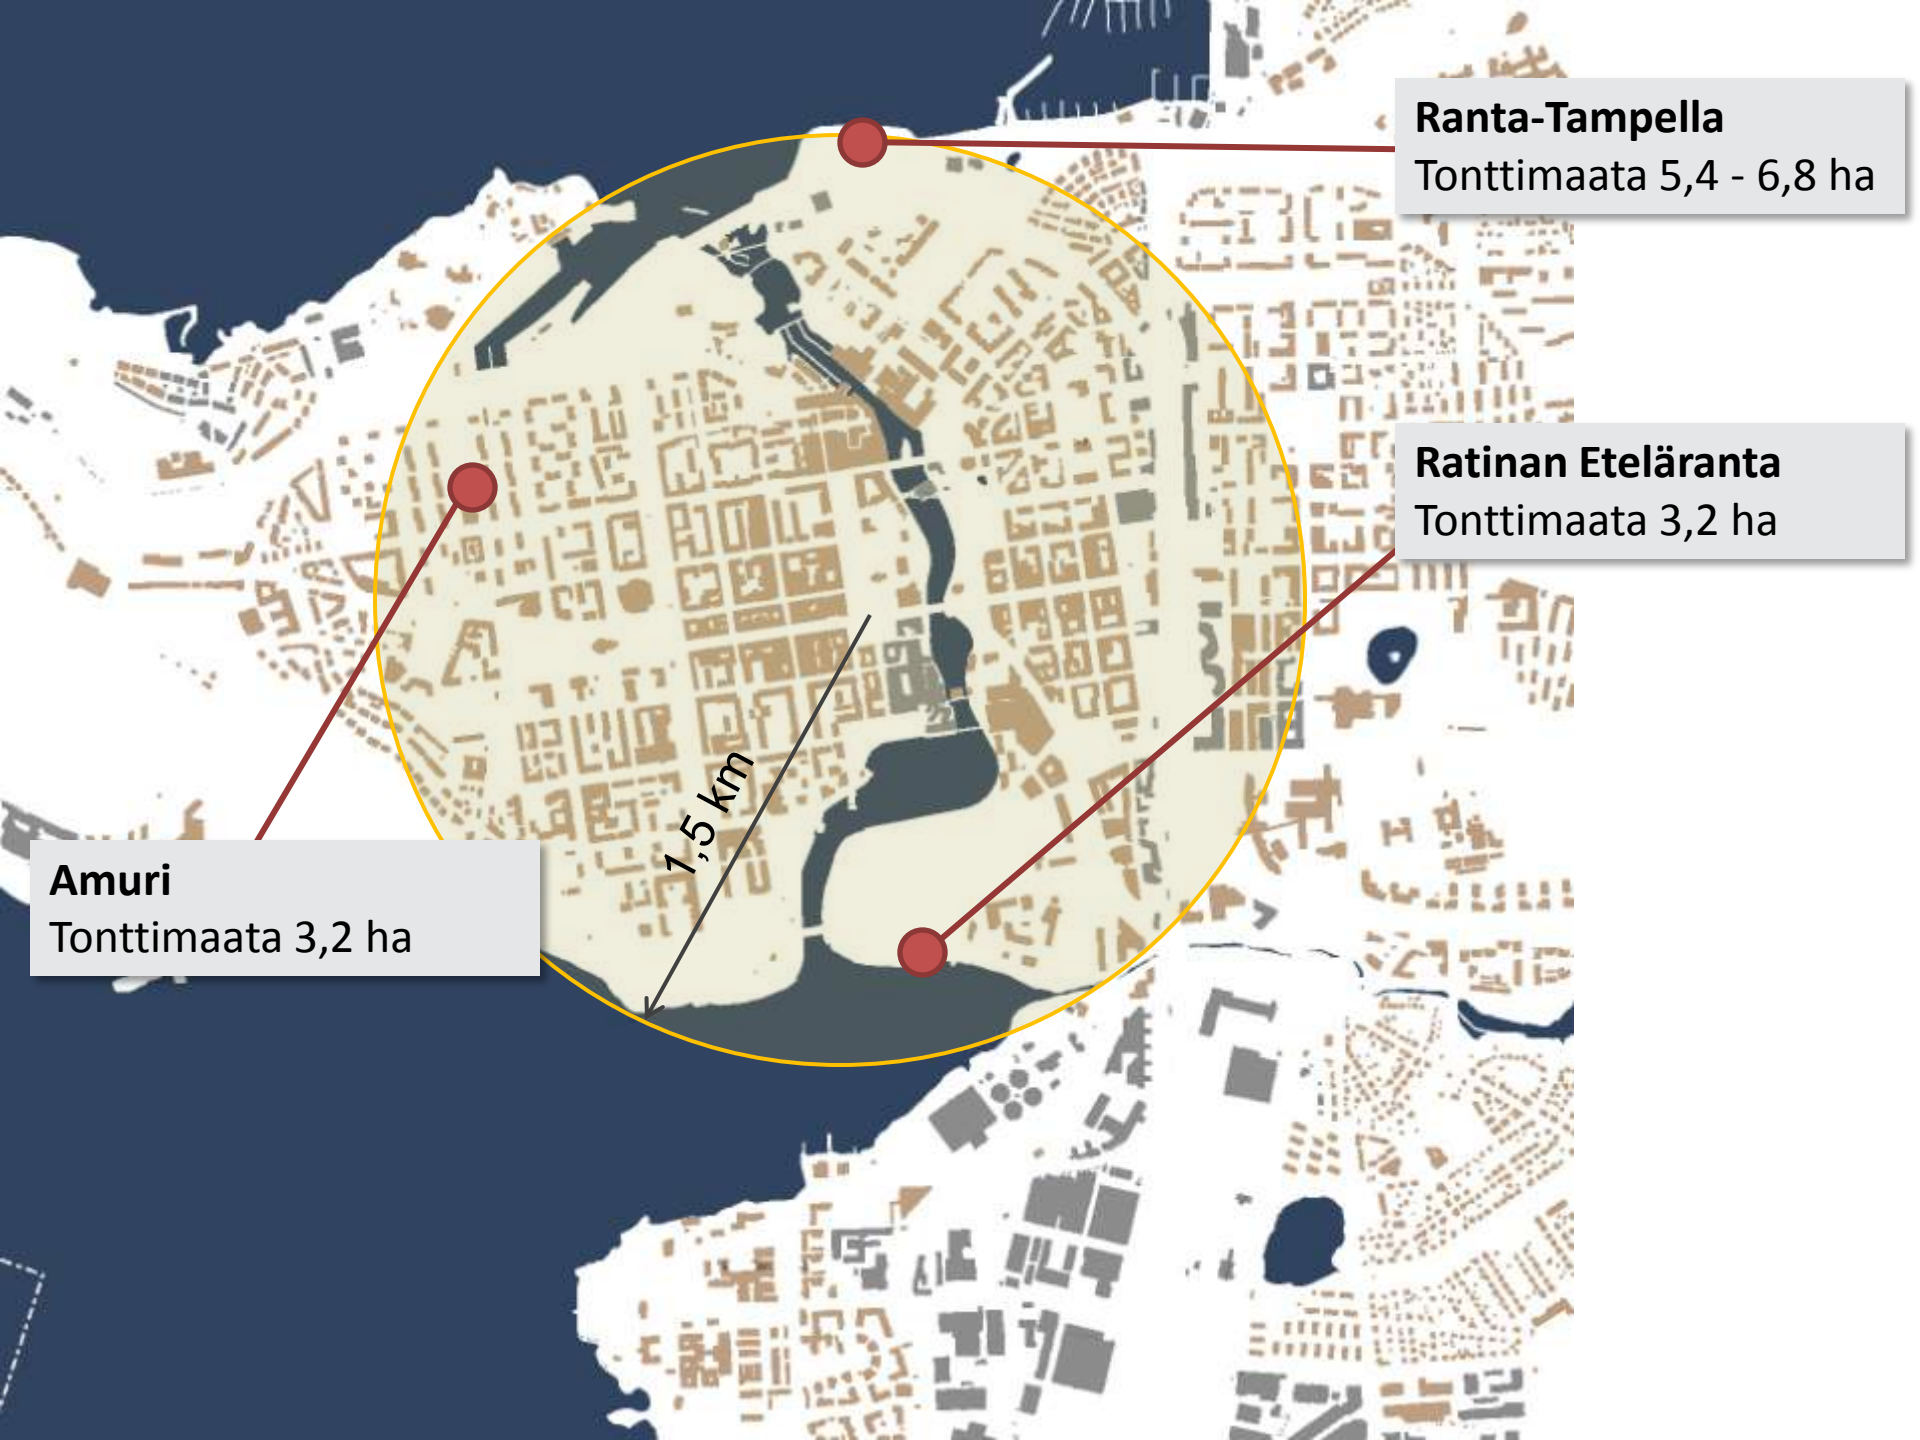 Ranta-Tampella
Tonttimaata 5,4 - 6,8 ha
Ratinan Eteläranta
Tonttimaata 3,2 ha
1,5 km
Amuri
Tonttimaata 3,2 ha